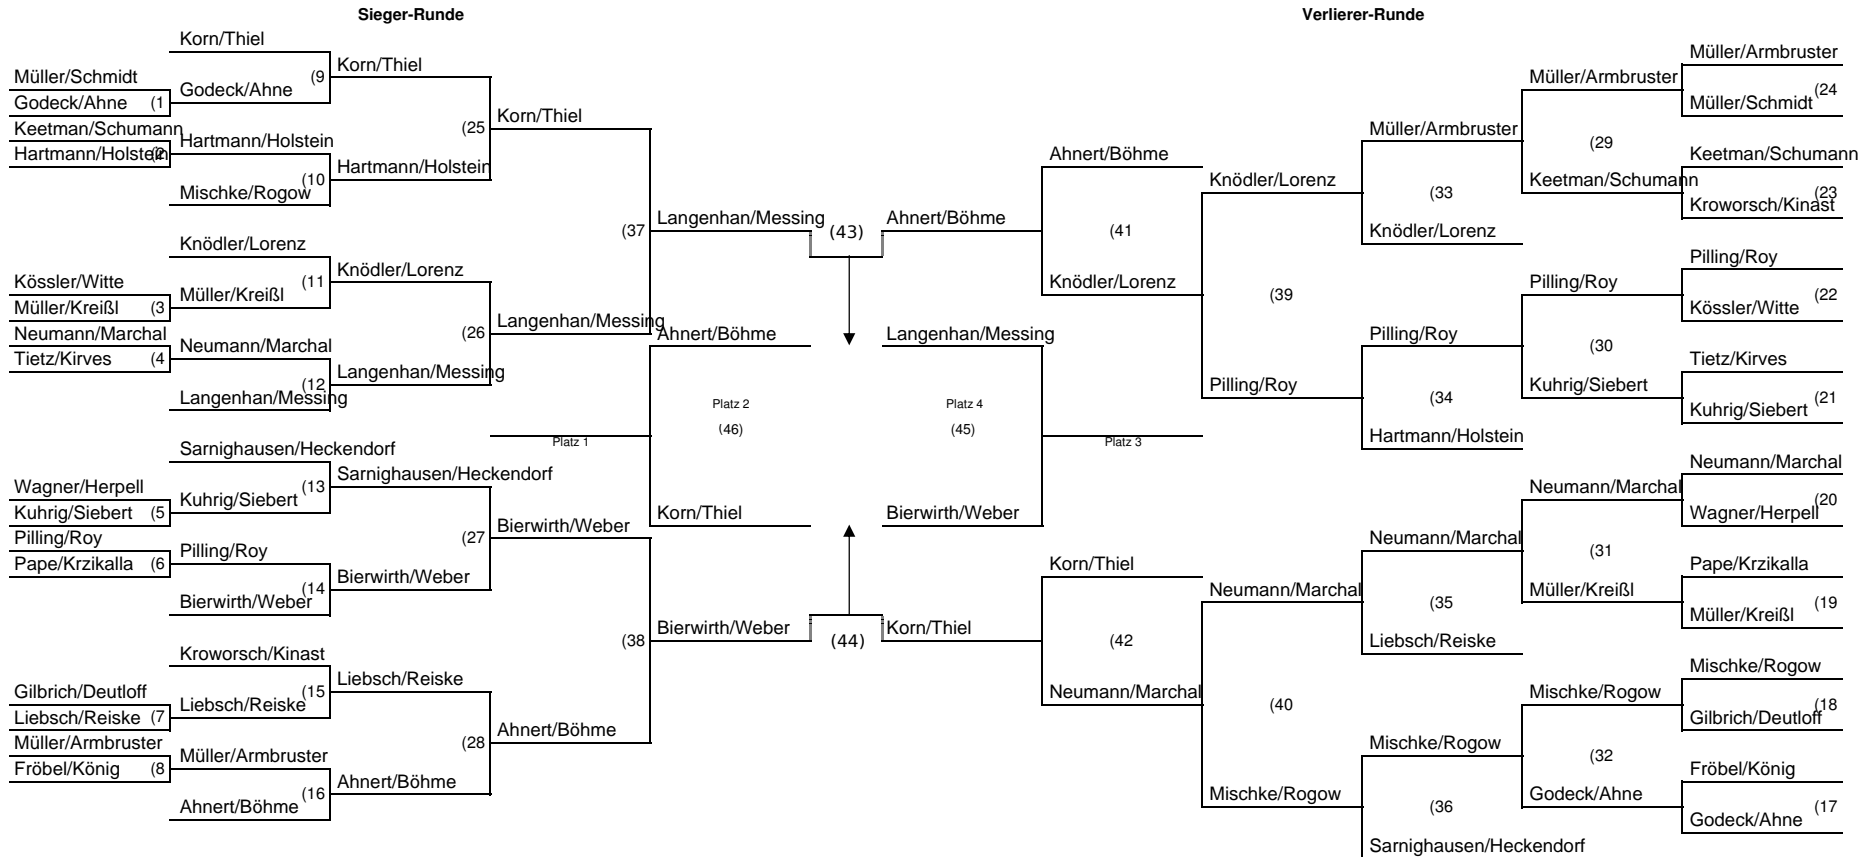 Sieger-Runde
Korn/Thiel
Müller/Schmidt
Godeck/Ahne
(1
Godeck/Ahne
(9
Korn/Thiel
Keetman/Schumann
Hartmann/Holstein
(2
Hartmann/Holstein
Mischke/Rogow
(10
Hartmann/Holstein
(25
Korn/Thiel
Knödler/Lorenz
Kössler/Witte
Müller/Kreißl
(3
Müller/Kreißl
(11
Knödler/Lorenz
Neumann/Marchal
Tietz/Kirves
(4
Neumann/Marchal
Langenhan/Messing
(12
Langenhan/Messing
(26
Langenhan/Messing
(37
Langenhan/Messing
Sarnighausen/Heckendorf
Wagner/Herpell
Kuhrig/Siebert
(5
Kuhrig/Siebert
(13
Sarnighausen/Heckendorf
Pilling/Roy
Pape/Krzikalla
(6
Pilling/Roy
Bierwirth/Weber
(14
Bierwirth/Weber
(27
Bierwirth/Weber
Kroworsch/Kinast
Gilbrich/Deutloff
Liebsch/Reiske
(7
Liebsch/Reiske
(15
Liebsch/Reiske
Müller/Armbruster
Fröbel/König
(8
Müller/Armbruster
Ahnert/Böhme
(16
Ahnert/Böhme
(28
Ahnert/Böhme
(38
Bierwirth/Weber
(43)
Ahnert/Böhme
Ahnert/Böhme
Platz 2
(46)
Platz 1
Korn/Thiel
Langenhan/Messing
Platz 4
(45)
Platz 3
Bierwirth/Weber
(44)
Korn/Thiel
Verlierer-Runde
Müller/Armbruster
(24
Müller/Schmidt
Müller/Armbruster
Keetman/Schumann
(23
Kroworsch/Kinast
Keetman/Schumann
(29
Müller/Armbruster
(33
Knödler/Lorenz
Knödler/Lorenz
Ahnert/Böhme
(41
Knödler/Lorenz
Pilling/Roy
(22
Kössler/Witte
Pilling/Roy
Tietz/Kirves
(21
Kuhrig/Siebert
Kuhrig/Siebert
(30
Pilling/Roy
(34
Hartmann/Holstein
Pilling/Roy
(39
Neumann/Marchal
(20
Wagner/Herpell
Neumann/Marchal
Pape/Krzikalla
(19
Müller/Kreißl
Müller/Kreißl
(31
Neumann/Marchal
(35
Liebsch/Reiske
Neumann/Marchal
Korn/Thiel
(42
Neumann/Marchal
Mischke/Rogow
(18
Gilbrich/Deutloff
Mischke/Rogow
Fröbel/König
(17
Godeck/Ahne
Godeck/Ahne
(32
Mischke/Rogow
(36
Sarnighausen/Heckendorf
Mischke/Rogow
(40